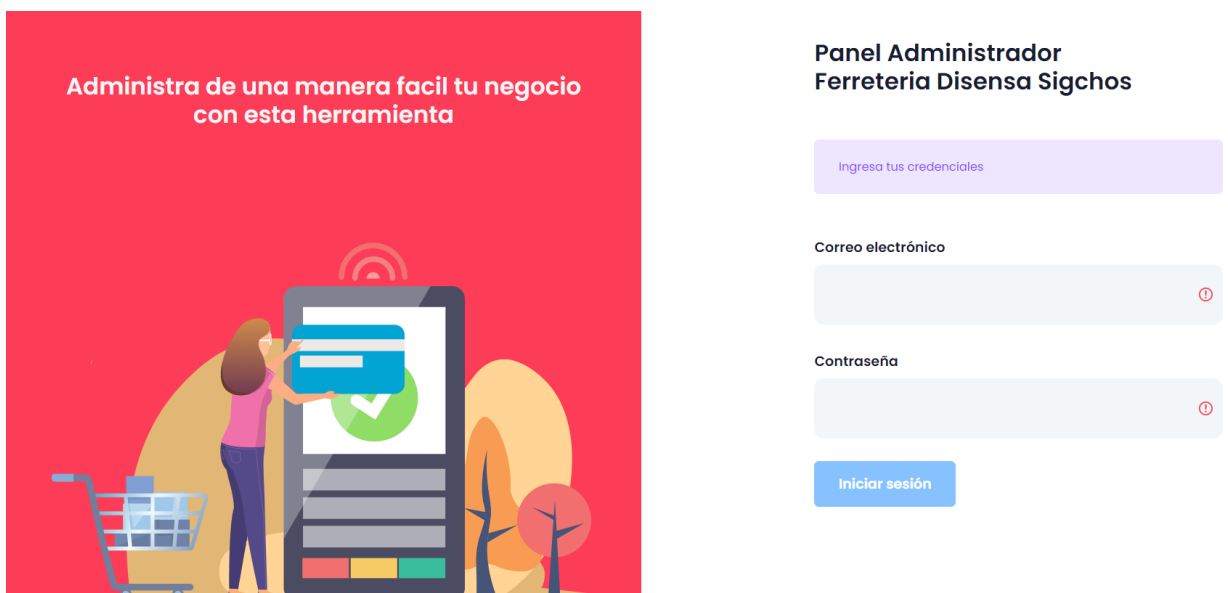 Administra de una manera facil tu negocio
con esta herramienta
Panel Administrador
Ferreteria Disensa Sigchos
Ingresa tus credenciales
Correo electrónico
Contraseña
Iniciar sesión